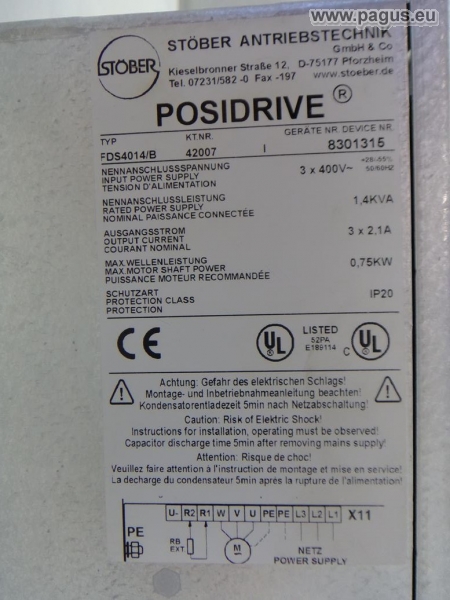 www.pagus.eu
STÖBER
STÖBER ANTRIEBSTECHNIK
GmbH & Co
Kieselbronner Straße 12, D-75177 Pforzheim
Tel. 07231/582 -0 Fax -197 www.stoeber.de
POSIDRIVE ®
TYP KT.NR. GERÄTE NR. DEVICE NR.
FDS4014/B 42007 I 8301315
NENNANSCHLUSSSPANNUNG
INPUT POWER SUPPLY 3 x 400V~ +28/-55% 50/60HZ
TENSION D'ALIMENTATION
NENNANSCHLUSSLEISTUNG
RATED POWER SUPPLY 1,4KVA
NOMINAL PAISSANCE CONNECTÉE
AUSGANGSSTROM
OUTPUT CURRENT 3 x 2,1A
COURANT NOMINAL
MAX.WELLENLEISTUNG
MAX.MOTOR SHAFT POWER 0,75KW
PUISSANCE MOTEUR RECOMMANDÉE
SCHUTZART
PROTECTION CLASS IP20
PROTECTION
CE UL LISTED
52PA
E189114 C UL
Achtung: Gefahr des elektrischen Schlags!
Montage- und Inbetriebnahmeanleitung beachten!
Kondensatorentladezeit 5min nach Netzabschaltung!
Caution: Risk of Elektric Shock!
Instructions for installation, operating must be observed!
Capacitor discharge time 5min after removing mains supply!
Attention: Risque de choc!
Veuillez faire attention à l'instruction de montage et mise en service!
La décharge du condensateur 5min après la rupture de l'alimentation!
U- R2 R1 W V U PE PE L3 L2 L1 X11
PE
RB
EXT
M
NETZ
POWER SUPPLY